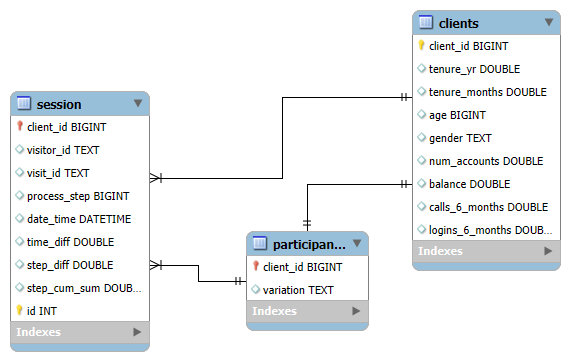 session
client_id BIGINT
visitor_id TEXT
visit_id TEXT
process_step BIGINT
date_time DATETIME
time_diff DOUBLE
step_diff DOUBLE
step_cum_sum DOUB...
id INT
Indexes
participan...
client_id BIGINT
variation TEXT
Indexes
clients
client_id BIGINT
tenure_yr DOUBLE
tenure_months DOUBLE
age BIGINT
gender TEXT
num_accounts DOUBLE
balance DOUBLE
calls_6_months DOUBLE
logins_6_months DOUB...
Indexes